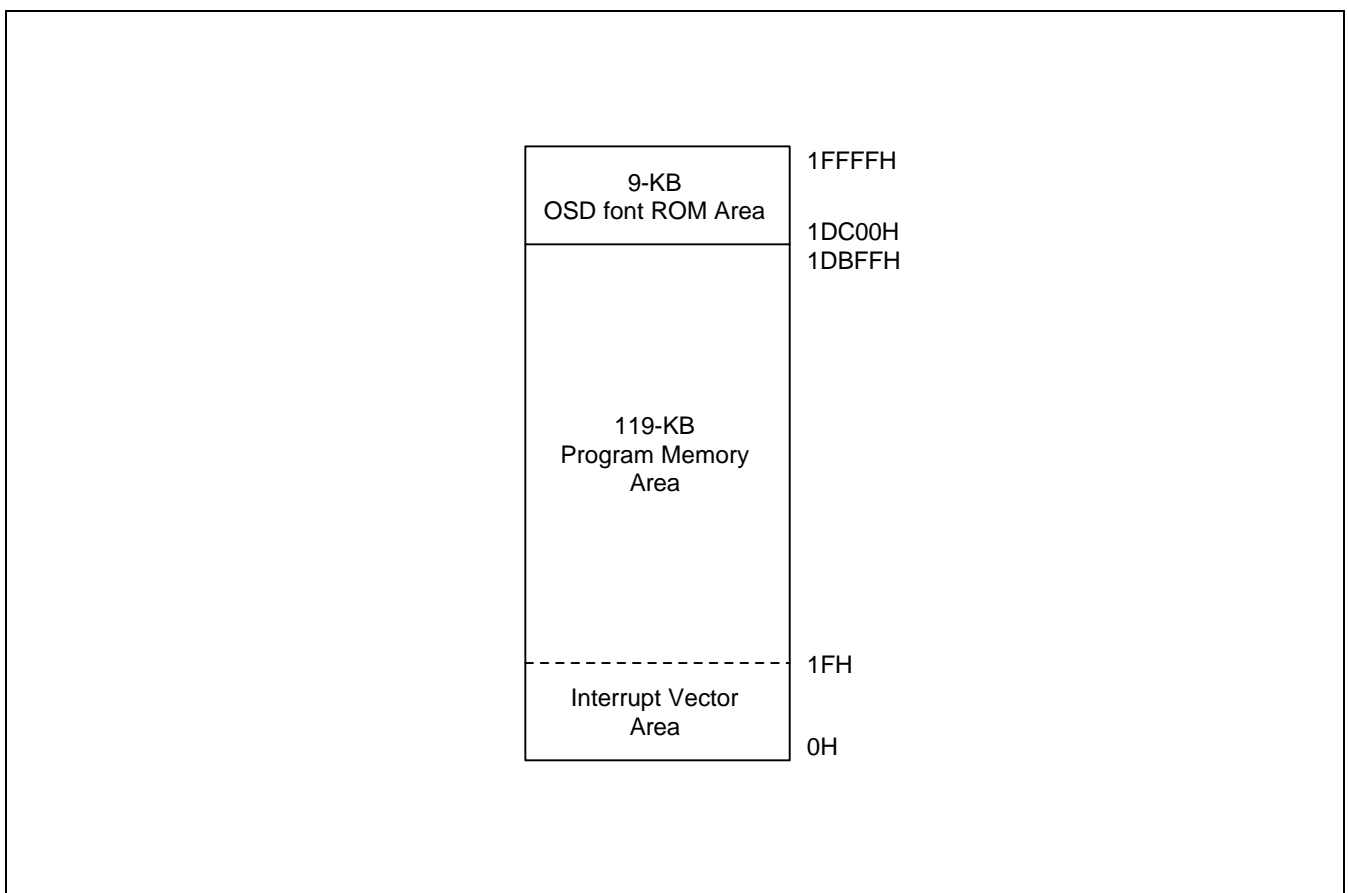 1FFFFH
9-KB
OSD font ROM Area
1DC00H
1DBFFH
119-KB
Program Memory
Area
1FH
Interrupt Vector
Area
0H